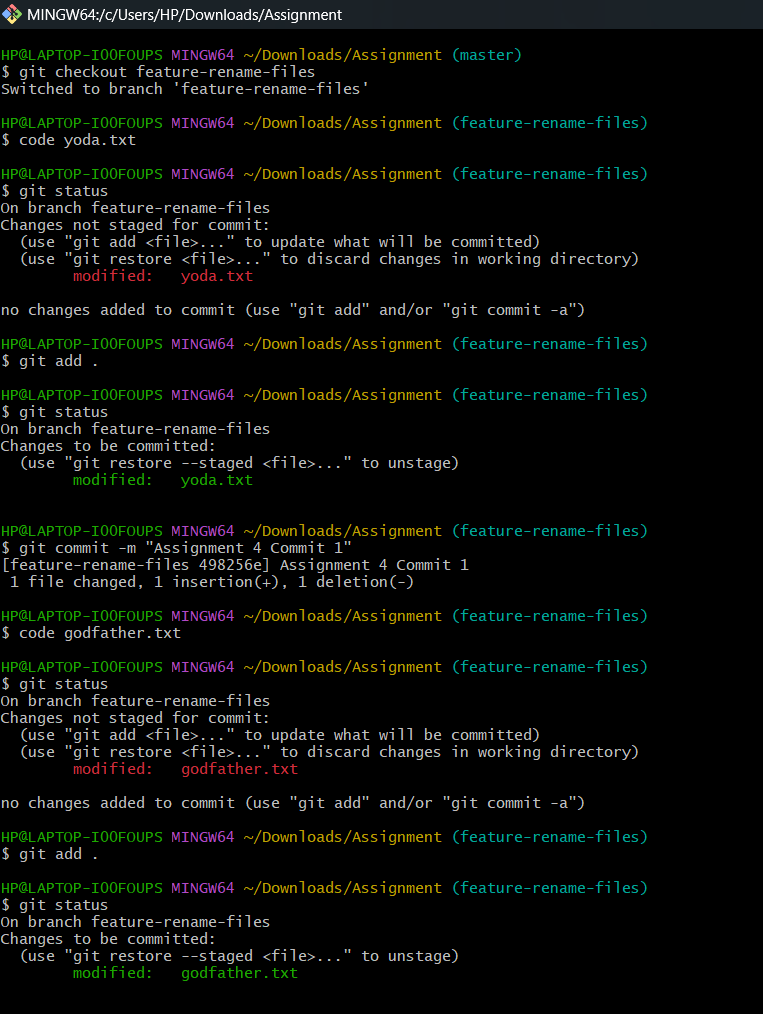 MINGW64:/c/Users/HP/Downloads/Assignment
HP@LAPTOP-IO0FOUPS MINGW64 ~/Downloads/Assignment (master)
$ git checkout feature-rename-files
Switched to branch 'feature-rename-files'
HP@LAPTOP-IO0FOUPS MINGW64 ~/Downloads/Assignment (feature-rename-files)
$ code yoda.txt
HP@LAPTOP-IO0FOUPS MINGW64 ~/Downloads/Assignment (feature-rename-files)
$ git status
On branch feature-rename-files
Changes not staged for commit:
  (use "git add <file>..." to update what will be committed)
  (use "git restore <file>..." to discard changes in working directory)
        modified:   yoda.txt
no changes added to commit (use "git add" and/or "git commit -a")
HP@LAPTOP-IO0FOUPS MINGW64 ~/Downloads/Assignment (feature-rename-files)
$ git add .
HP@LAPTOP-IO0FOUPS MINGW64 ~/Downloads/Assignment (feature-rename-files)
$ git status
On branch feature-rename-files
Changes to be committed:
  (use "git restore --staged <file>..." to unstage)
        modified:   yoda.txt
HP@LAPTOP-IO0FOUPS MINGW64 ~/Downloads/Assignment (feature-rename-files)
$ git commit -m "Assignment 4 Commit 1"
[feature-rename-files 498256e] Assignment 4 Commit 1
 1 file changed, 1 insertion(+), 1 deletion(-)
HP@LAPTOP-IO0FOUPS MINGW64 ~/Downloads/Assignment (feature-rename-files)
$ code godfather.txt
HP@LAPTOP-IO0FOUPS MINGW64 ~/Downloads/Assignment (feature-rename-files)
$ git status
On branch feature-rename-files
Changes not staged for commit:
  (use "git add <file>..." to update what will be committed)
  (use "git restore <file>..." to discard changes in working directory)
        modified:   godfather.txt
no changes added to commit (use "git add" and/or "git commit -a")
HP@LAPTOP-IO0FOUPS MINGW64 ~/Downloads/Assignment (feature-rename-files)
$ git add .
HP@LAPTOP-IO0FOUPS MINGW64 ~/Downloads/Assignment (feature-rename-files)
$ git status
On branch feature-rename-files
Changes to be committed:
  (use "git restore --staged <file>..." to unstage)
        modified:   godfather.txt